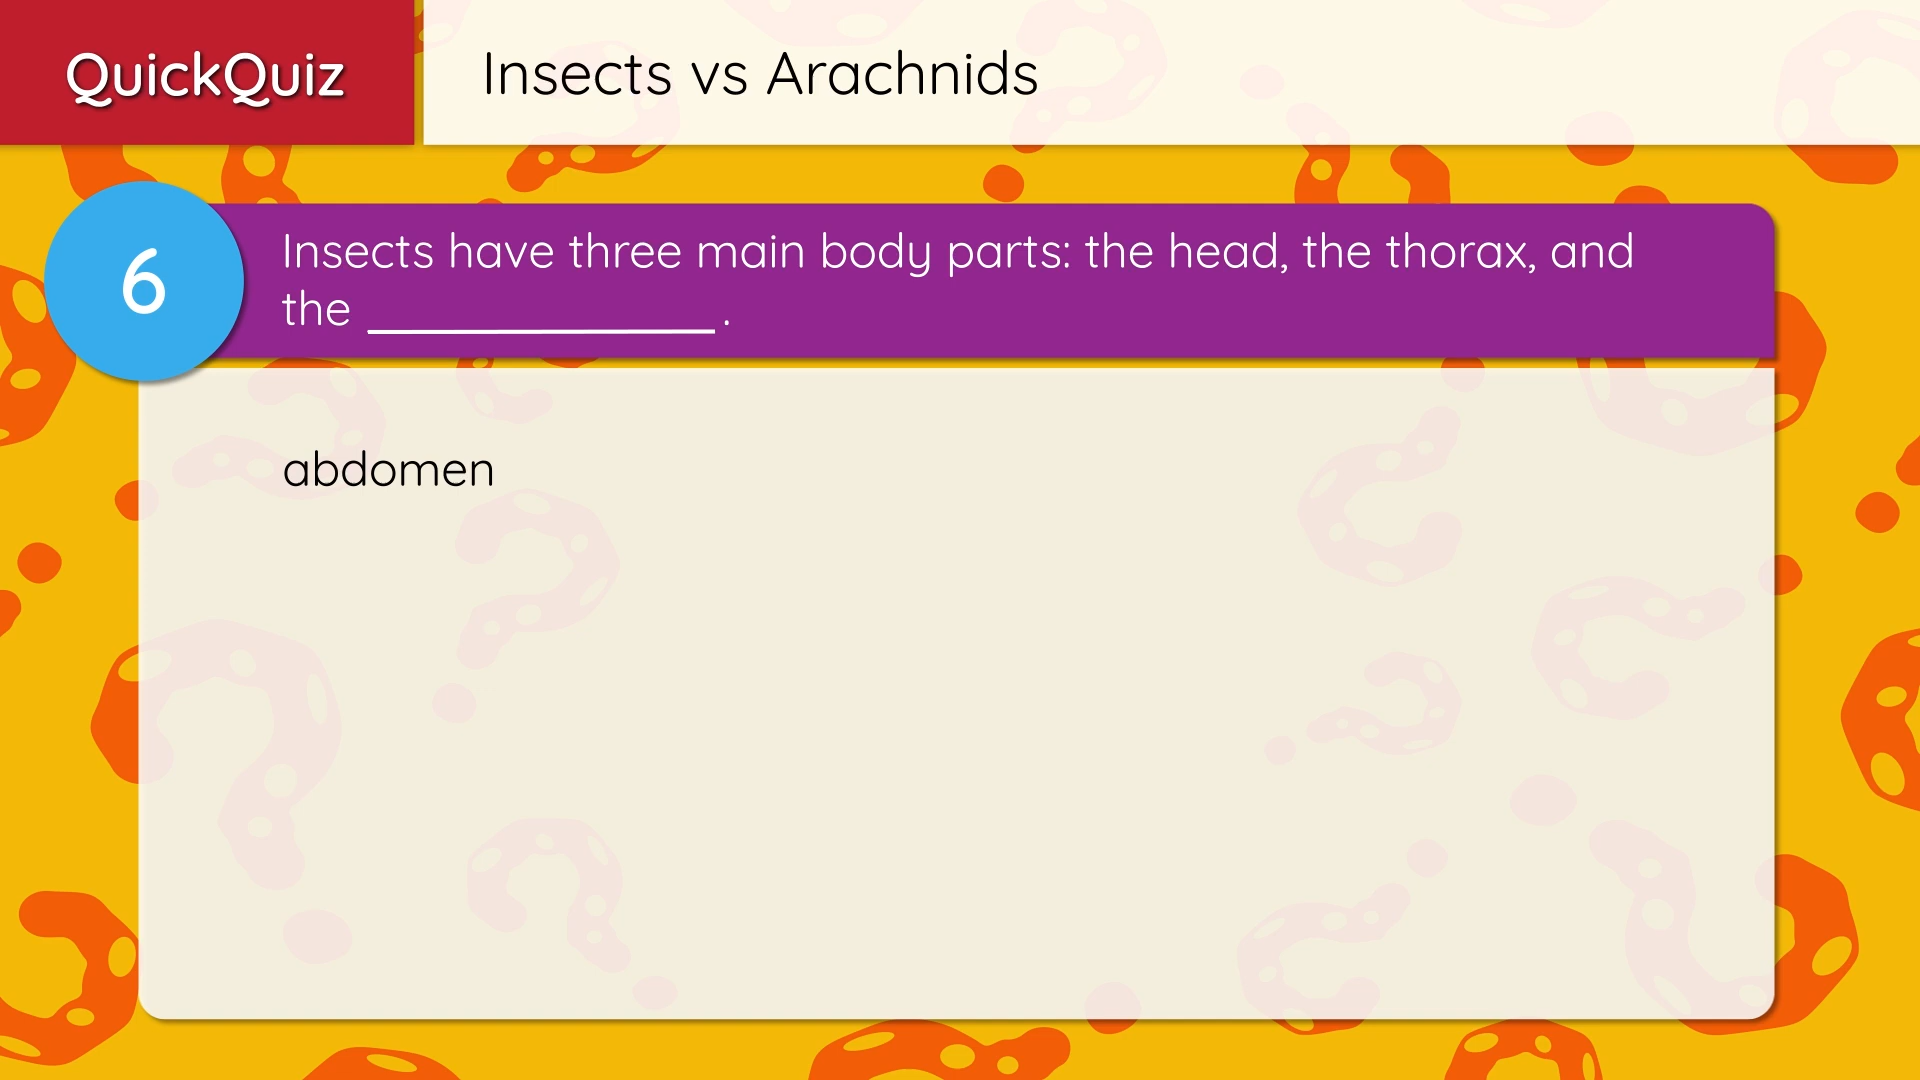 QuickQuiz
Insects vs Arachnids
6
Insects have three main body parts: the head, the thorax, and
the ______________ .
abdomen